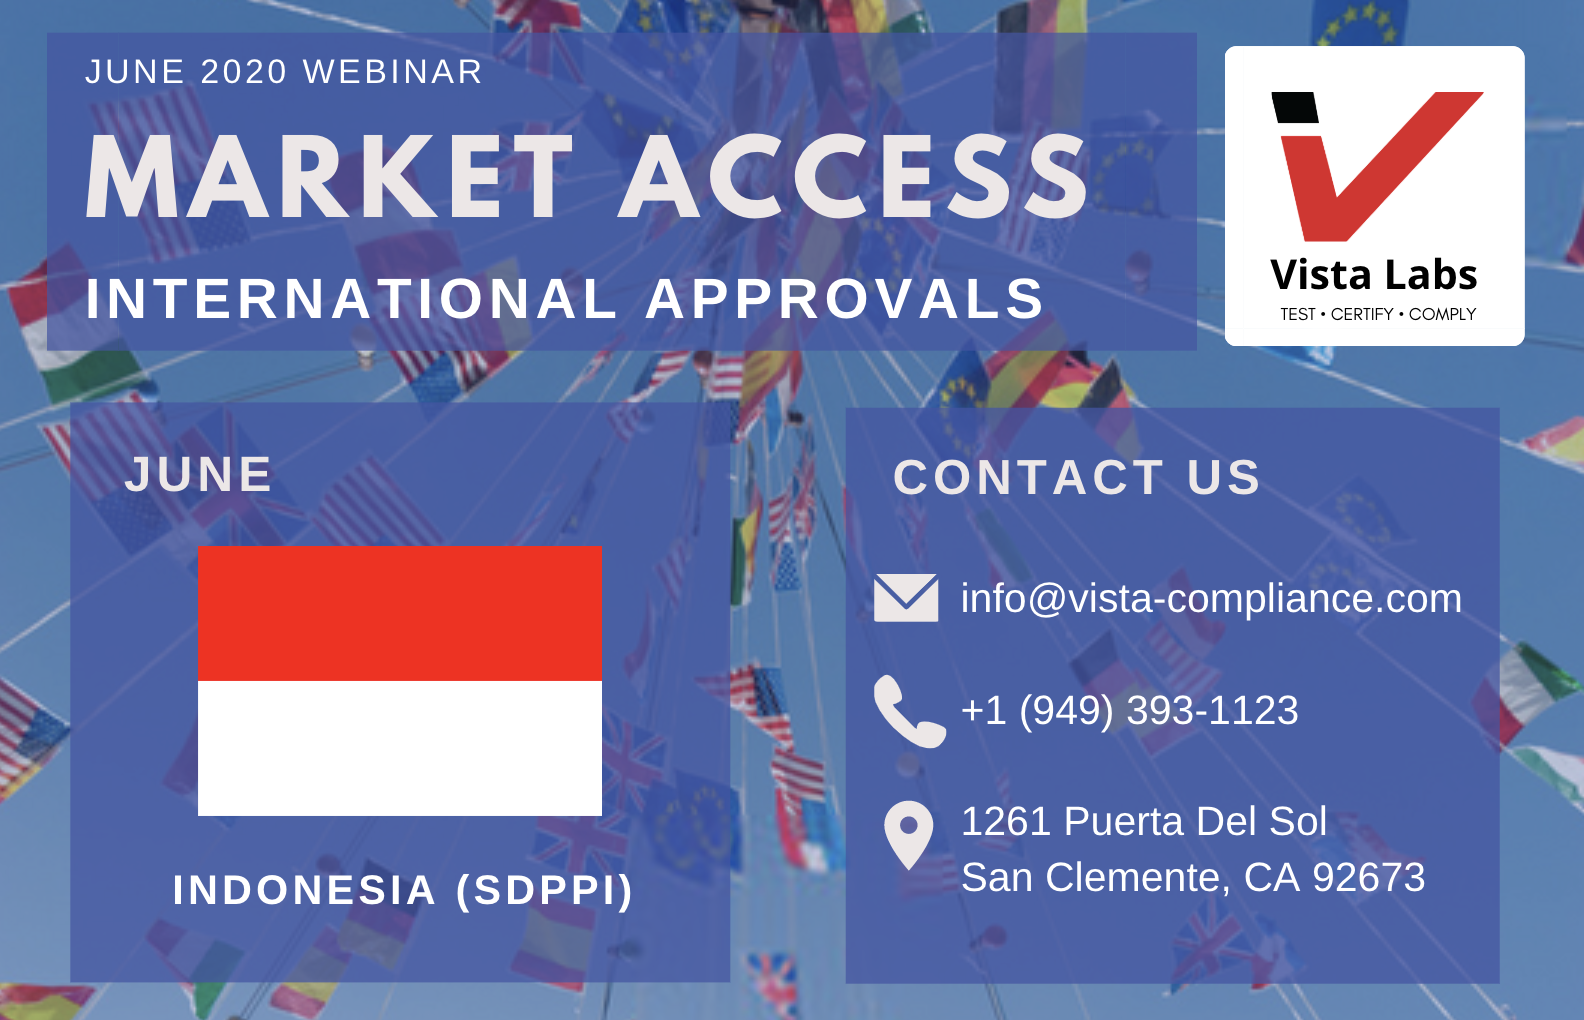 JUNE 2020 WEBINAR
MARKET ACCESS
INTERNATIONAL APPROVALS
Vista Labs
TEST • CERTIFY • COMPLY
JUNE
INDONESIA (SDPPI)
CONTACT US
info@vista-compliance.com
+1 (949) 393-1123
1261 Puerta Del Sol
San Clemente, CA 92673